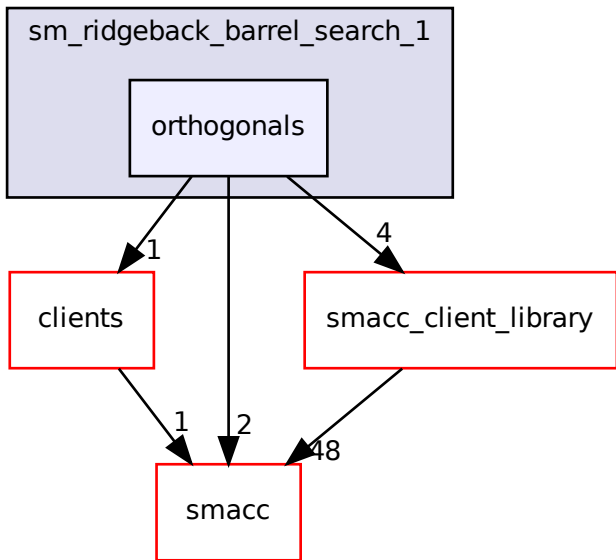 sm_ridgeback_barrel_search_1
orthogonals
1
4
clients
smacc_client_library
1
2
48
smacc